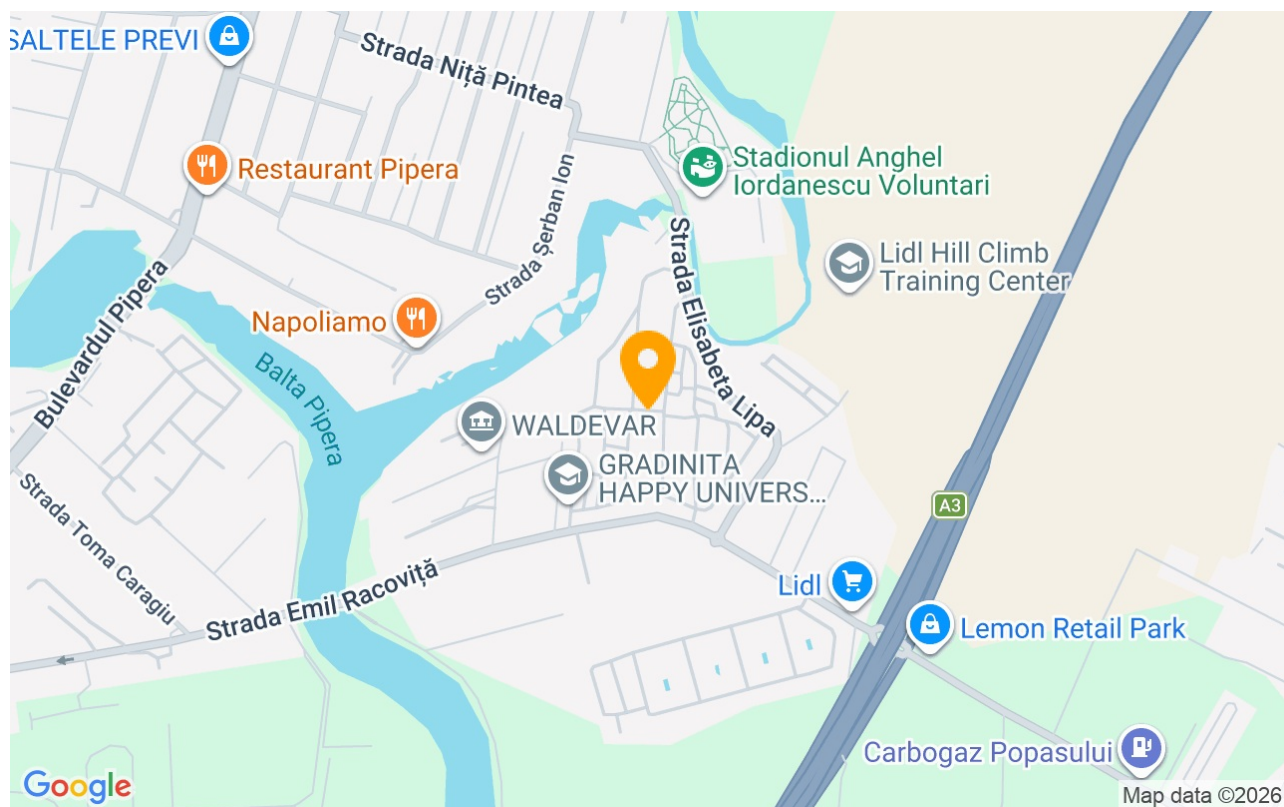 SALTELE PREVI
Strada Niță Pintea
Restaurant Pipera
Stadionul Anghel
Iordanescu Voluntari
Strada Șerban Ion
Strada Elisabeta Lipa
Lidl Hill Climb
Training Center
Bulevardul Pipera
Napoliamo
Balta Pipera
WALDEVAR
GRADINITA
HAPPY UNIVERS...
A3
Strada Toma Caragiu
Strada Emil Racoviță
Lidl
Lemon Retail Park
Carbogaz Popasului
Google
Map data ©2026